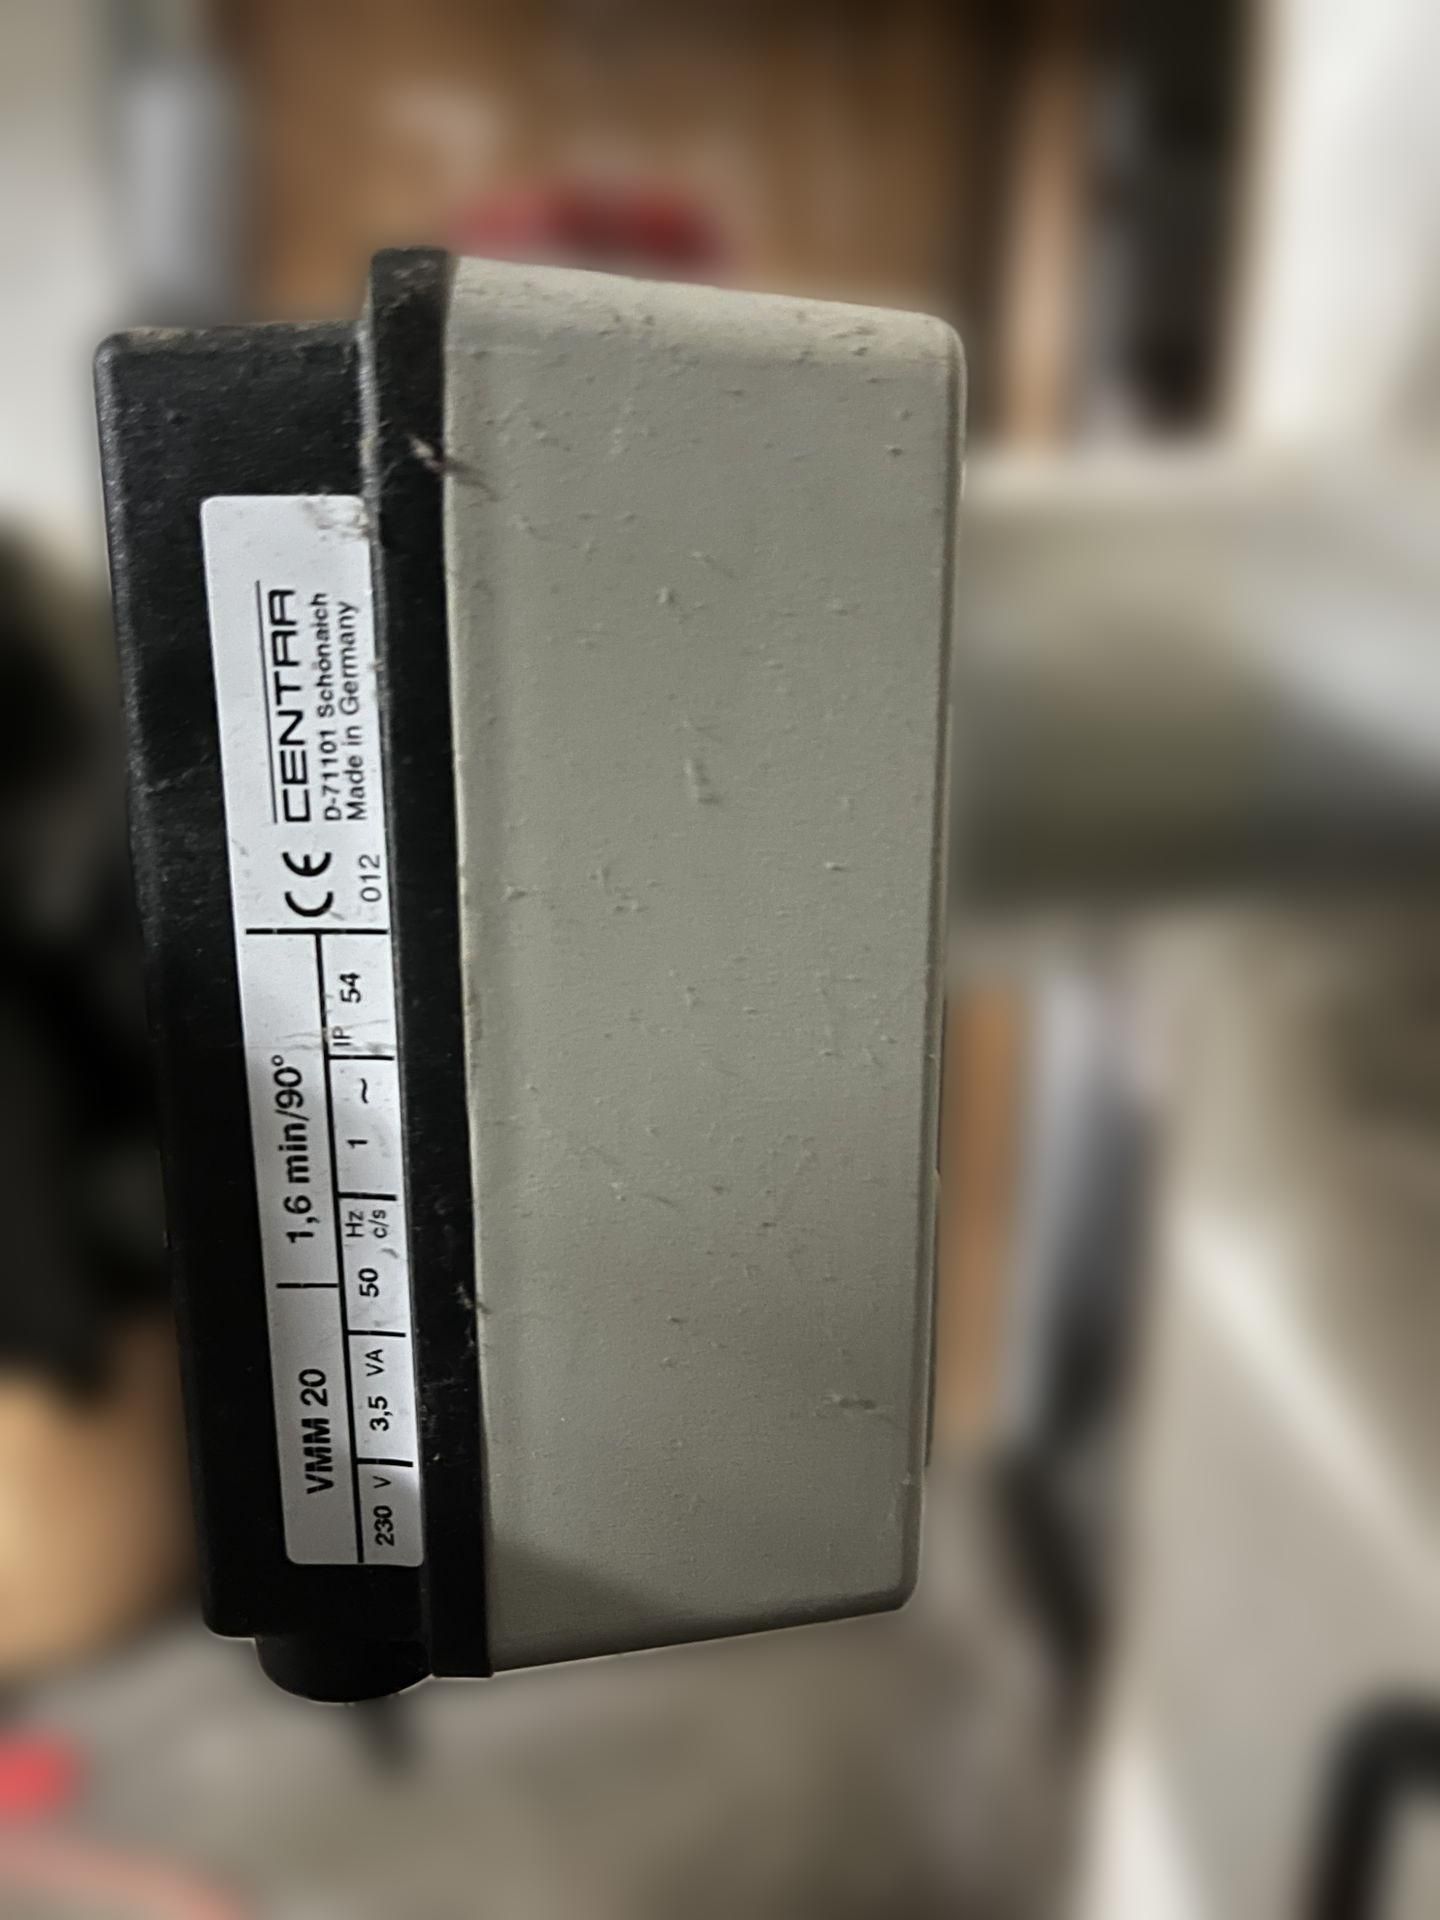 VMM 20 1,6 min/90°
230 V 3,5 VA 50 Hz c/s 1 ~ IP 54
CE CENTRA
D-71101 Schönaich
Made in Germany
012